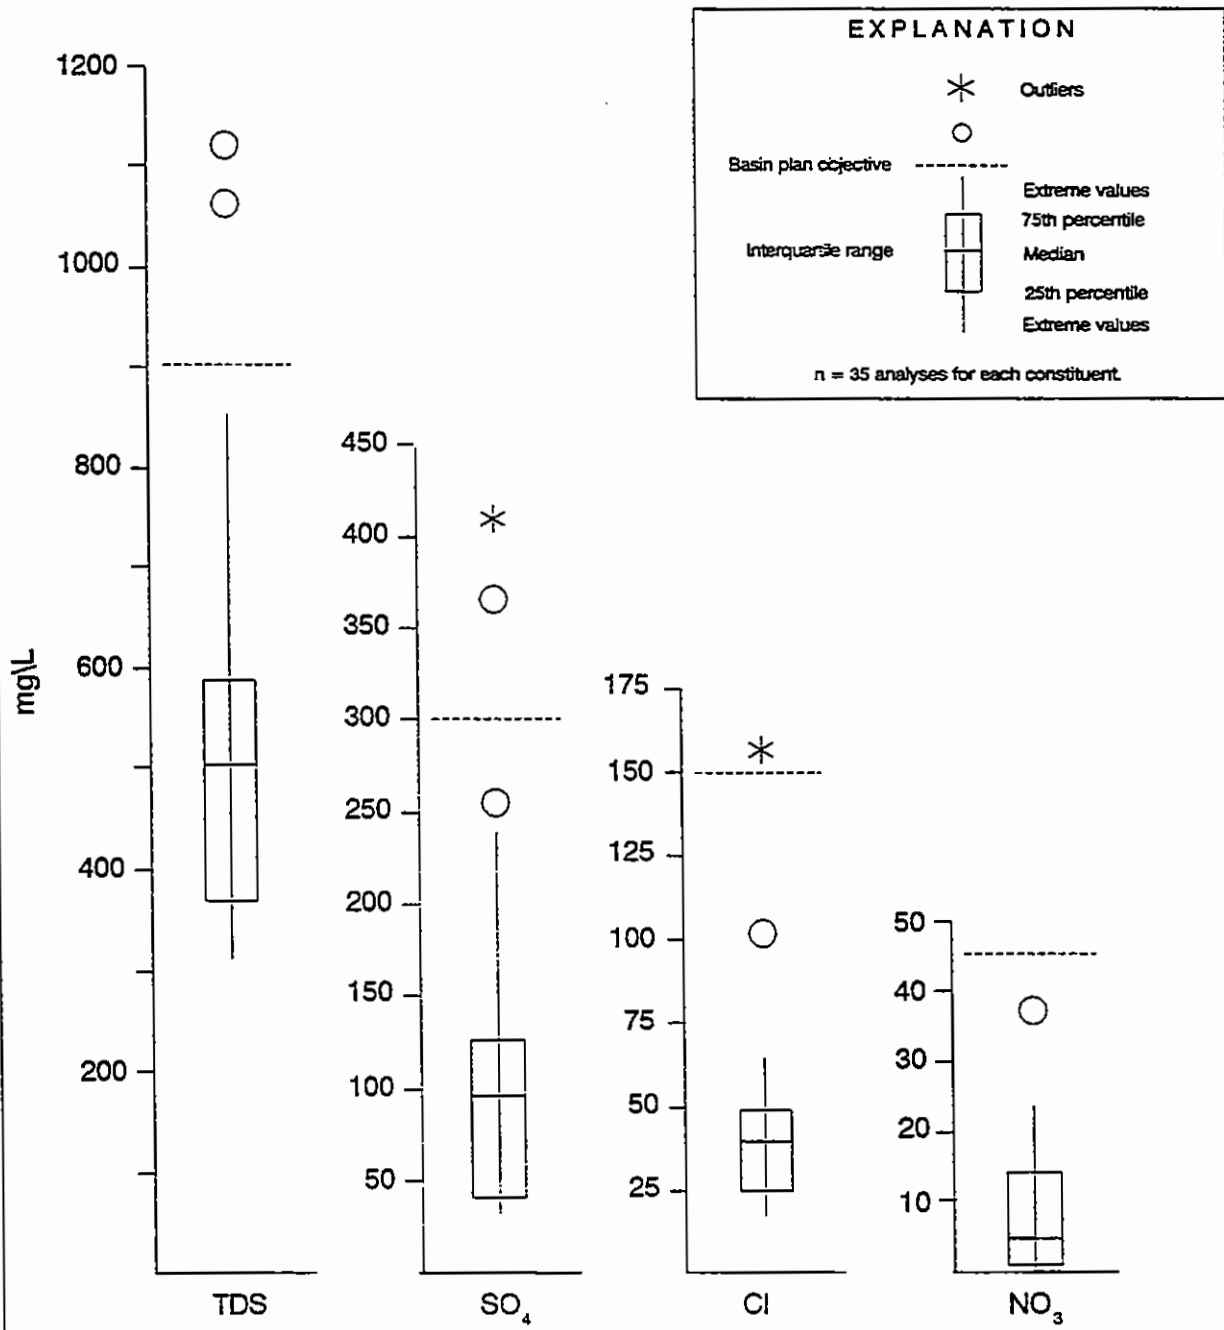 EXPLANATION
Outliers
Basin plan objective
Extreme values
75th percentile
Interquartile range
Median
25th percentile
Extreme values
n = 35 analyses for each constituent.
mg\L
1200
1000
800
600
400
200
TDS
450
400
350
300
250
200
150
100
50
SO₄
175
150
125
100
75
50
25
Cl
50
40
30
20
10
NO₃